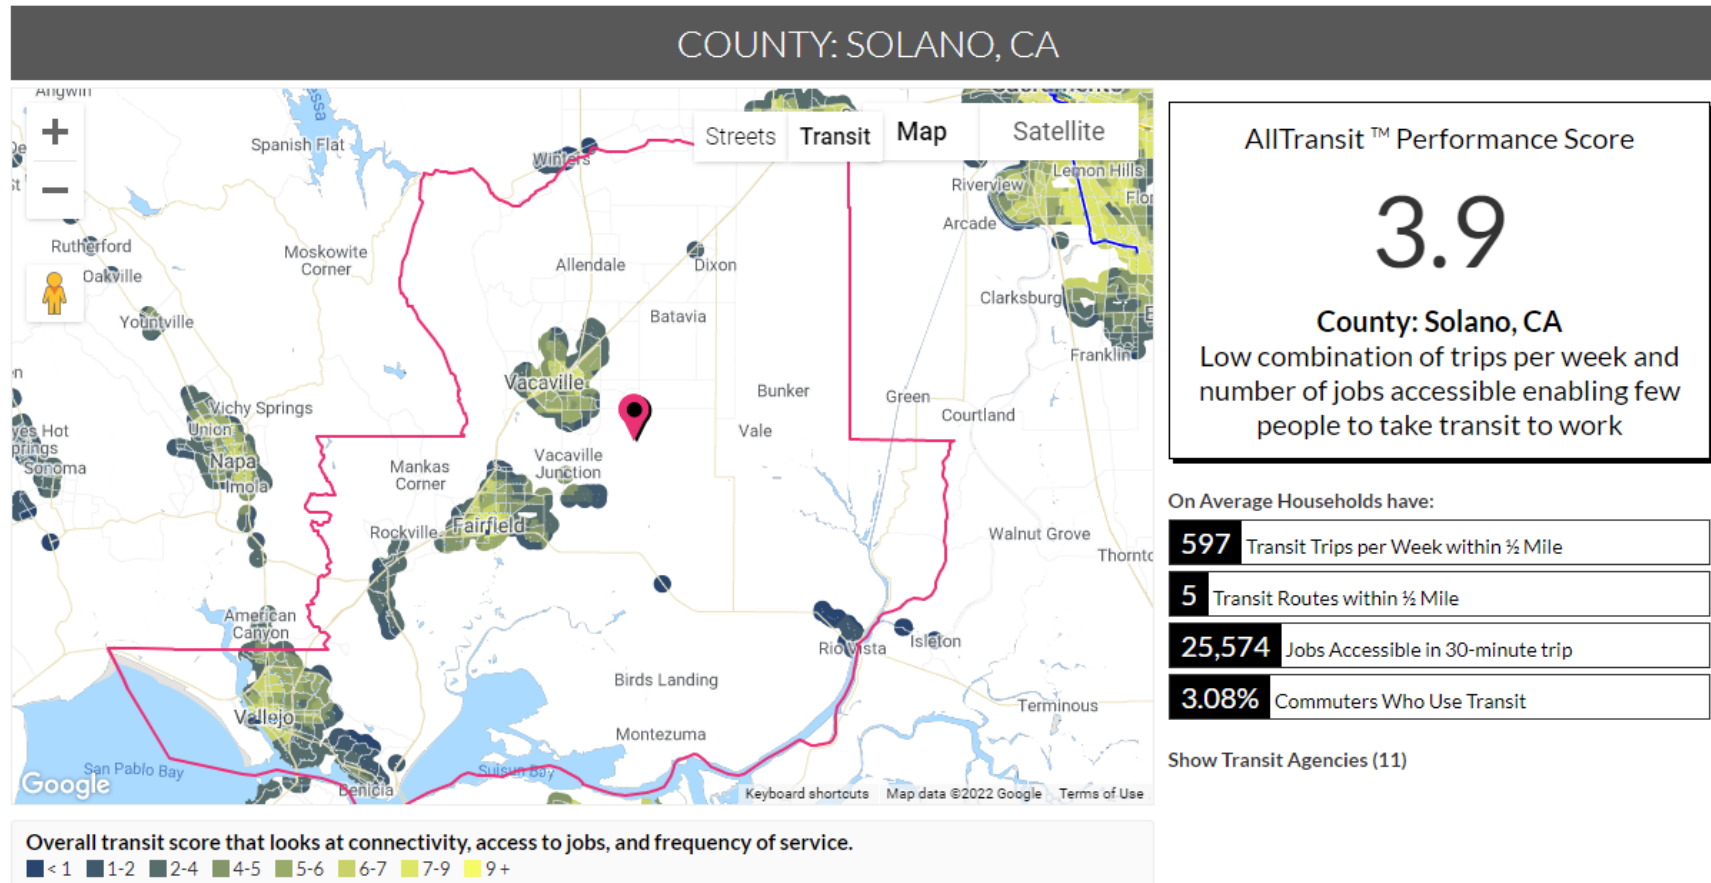 COUNTY: SOLANO, CA
Angwin
Spanish Flat
Winters
Streets
Transit
Map
Satellite
Riverview
Lemon Hills
Arcade
Rutherford
Oakville
Moskowite
Corner
Allendale
Dixon
Clarksburg
Yountville
Batavia
Franklin
Vacaville
Bunker
Green
Courtland
Vichy Springs
Union
Vale
Napa
Sonoma
Imola
Mankas
Corner
Vacaville
Junction
Rockville
Fairfield
Walnut Grove
American
Canyon
Rio Vista
Isleton
Birds Landing
Vallejo
Terminous
Montezuma
San Pablo Bay
Suisun Bay
Benicia
Google
Keyboard shortcuts
Map data ©2022 Google
Terms of Use
Overall transit score that looks at connectivity, access to jobs, and frequency of service.
< 1 1-2 2-4 4-5 5-6 6-7 7-9 9 +
AllTransit ™ Performance Score
3.9
County: Solano, CA
Low combination of trips per week and
number of jobs accessible enabling few
people to take transit to work
On Average Households have:
597 Transit Trips per Week within ½ Mile
5 Transit Routes within ½ Mile
25,574 Jobs Accessible in 30-minute trip
3.08% Commuters Who Use Transit
Show Transit Agencies (11)